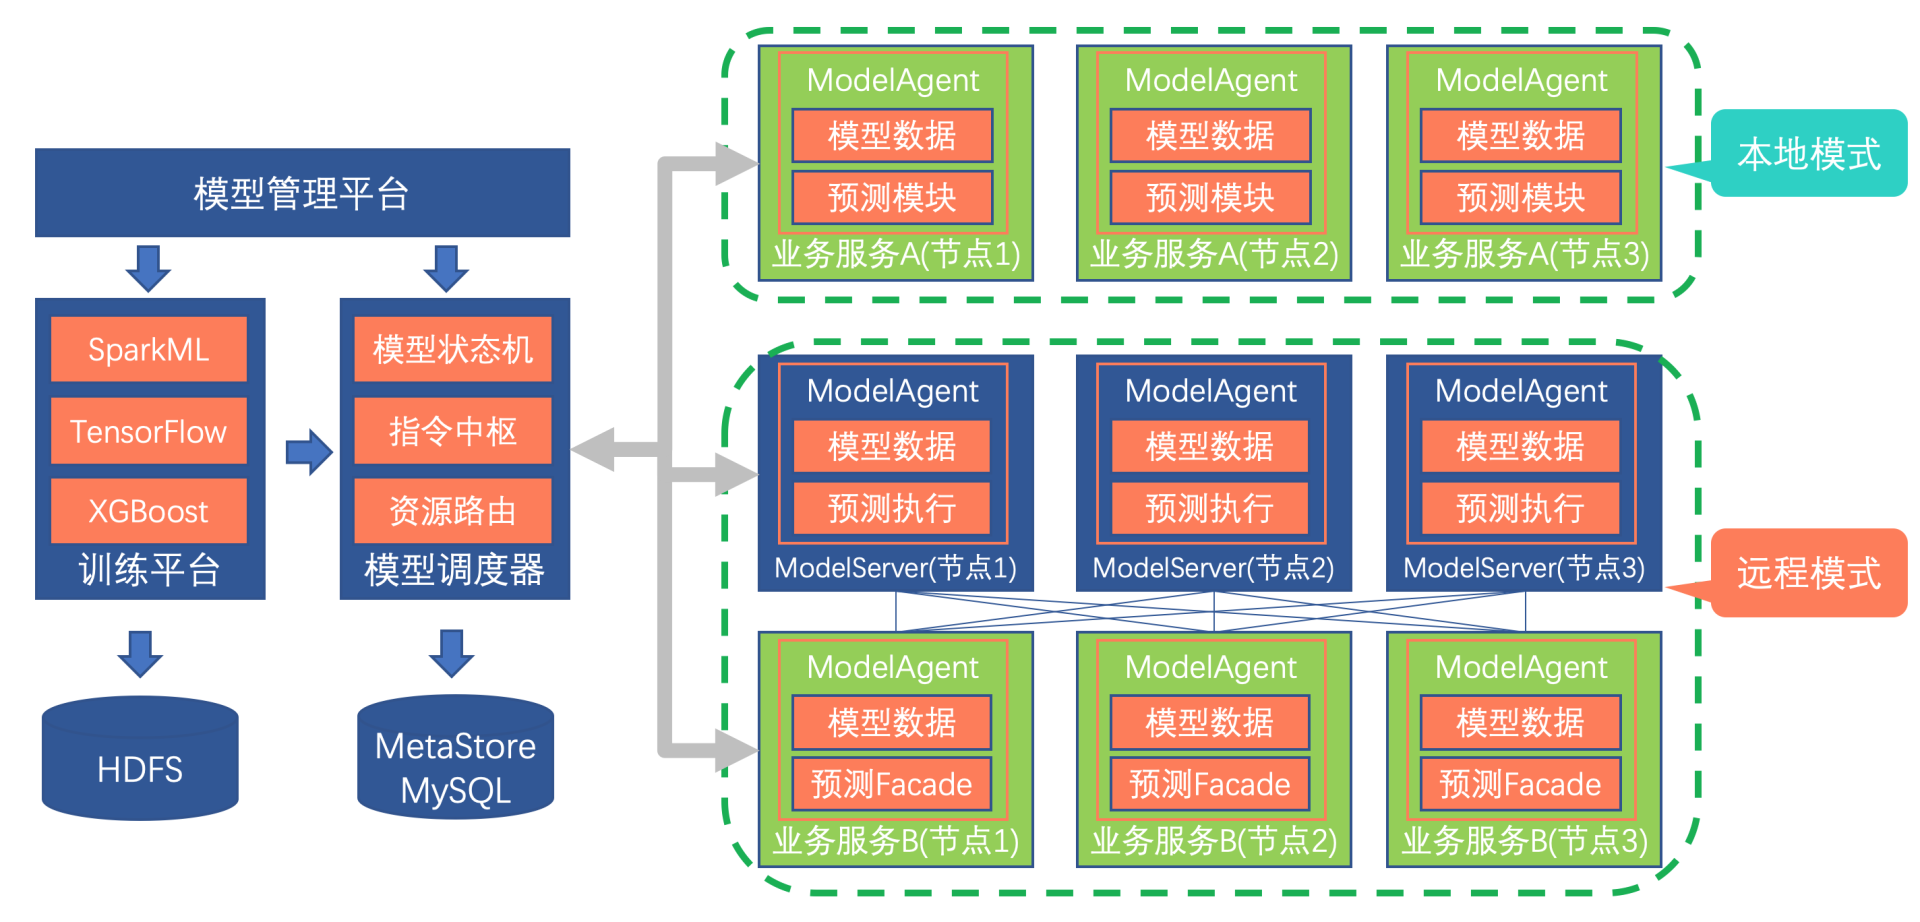 模型管理平台
SparkML
TensorFlow
XGBoost
训练平台
模型状态机
指令中枢
资源路由
模型调度器
HDFS
MetaStore
MySQL
ModelAgent
模型数据
预测模块
业务服务A(节点1)
ModelAgent
模型数据
预测模块
业务服务A(节点2)
ModelAgent
模型数据
预测模块
业务服务A(节点3)
本地模式
ModelAgent
模型数据
预测执行
ModelServer(节点1)
ModelAgent
模型数据
预测执行
ModelServer(节点2)
ModelAgent
模型数据
预测执行
ModelServer(节点3)
远程模式
ModelAgent
模型数据
预测Facade
业务服务B(节点1)
ModelAgent
模型数据
预测Facade
业务服务B(节点2)
ModelAgent
模型数据
预测Facade
业务服务B(节点3)